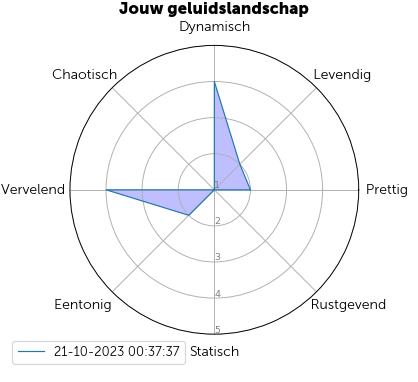 Jouw geluidslandschap
Dynamisch
Chaotisch
Levendig
Vervelend
Prettig
1
2
3
4
5
Eentonig
Rustgevend
Statisch
21-10-2023 00:37:37